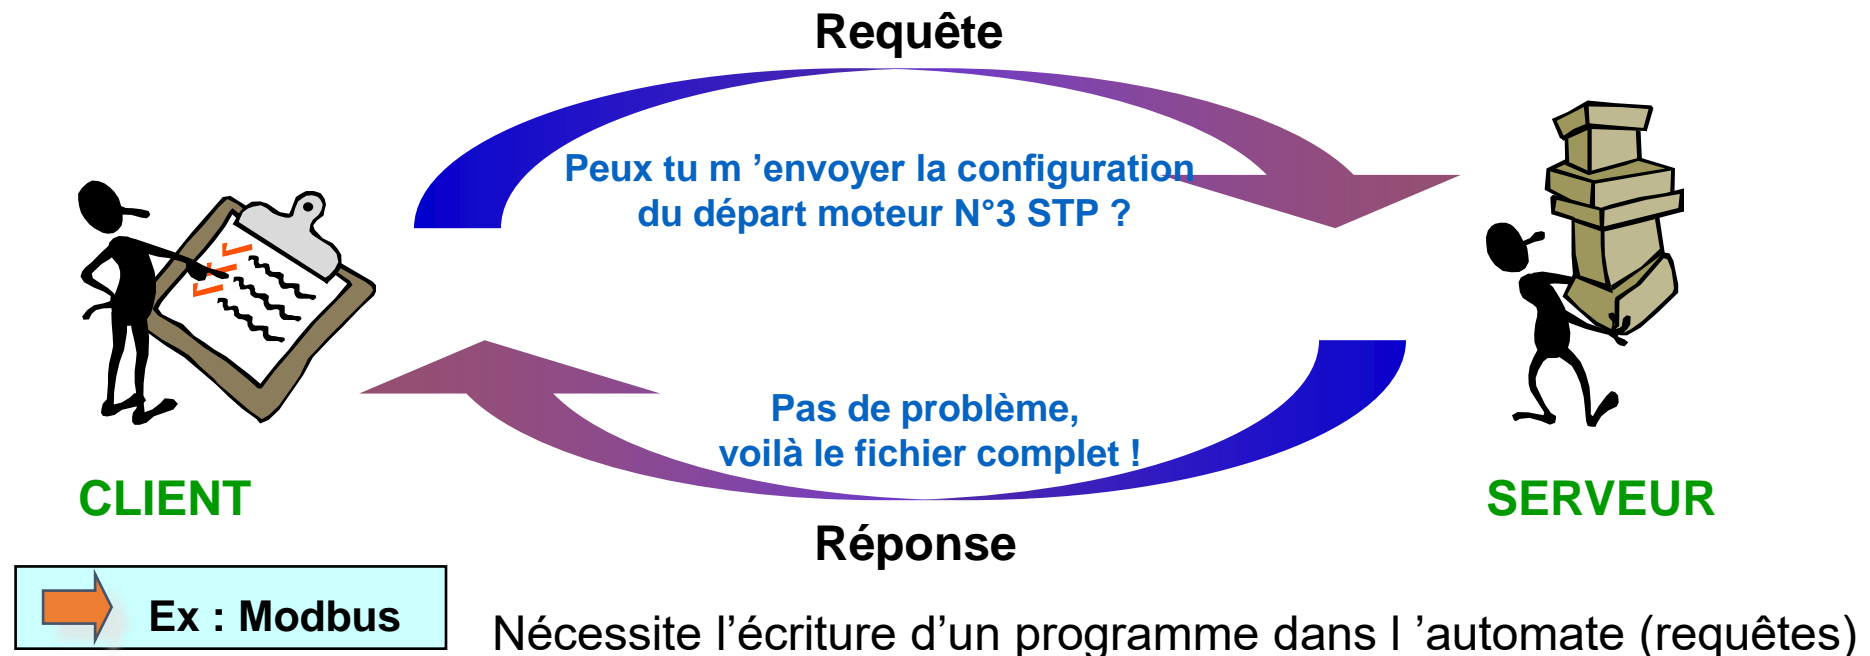 Requête
Peux tu m ’envoyer la configuration
du départ moteur N°3 STP ?
Pas de problème,
voilà le fichier complet !
CLIENT
SERVEUR
Réponse
Ex : Modbus
Nécessite l’écriture d’un programme dans l ’automate (requêtes)